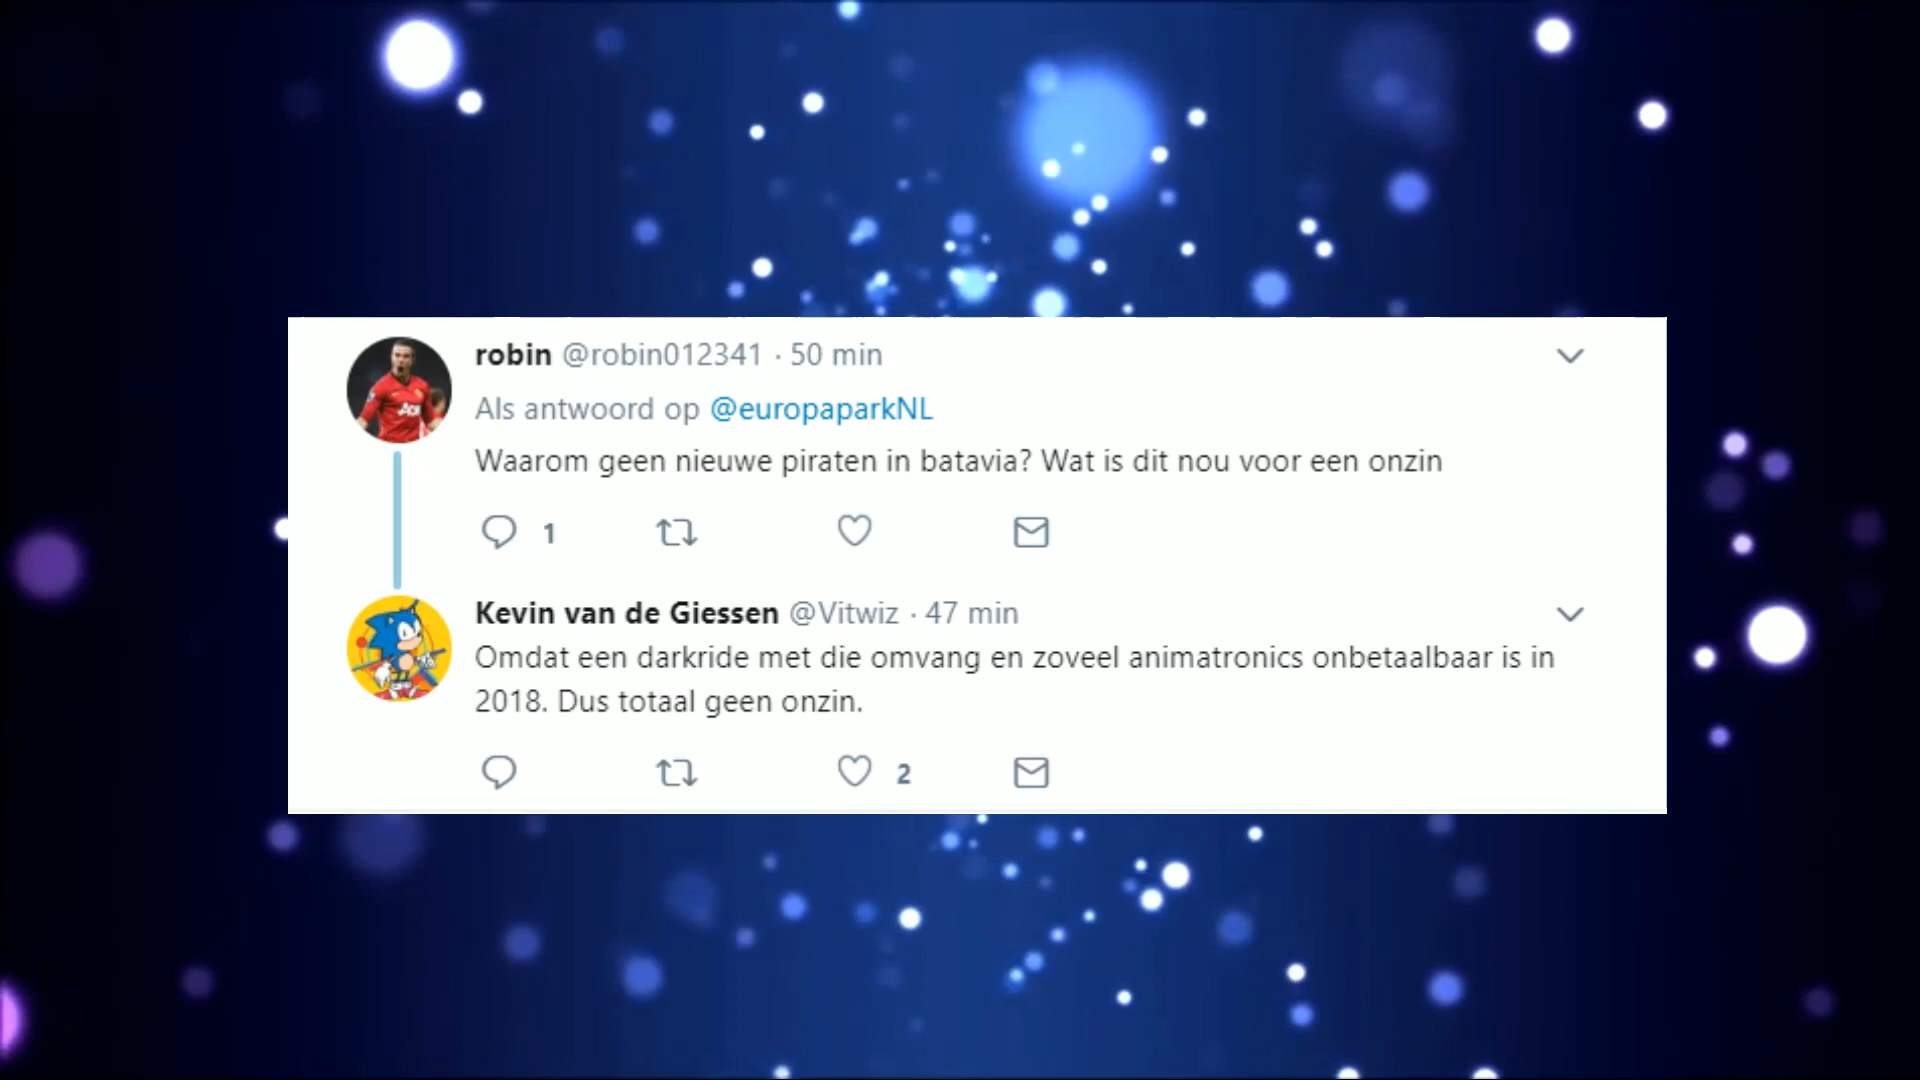 robin @robin012341 · 50 min
Als antwoord op @europaparkNL
Waarom geen nieuwe piraten in batavia? Wat is dit nou voor een onzin
1
Kevin van de Giessen @Vitwiz · 47 min
Omdat een darkride met die omvang en zoveel animatronics onbetaalbaar is in
2018. Dus totaal geen onzin.
2